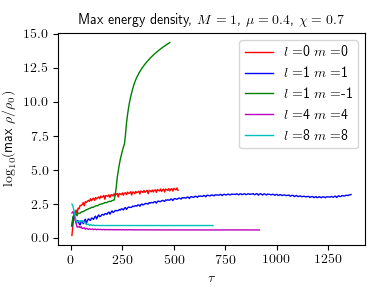 Max energy density, M = 1, μ = 0.4, χ = 0.7
log₁₀(max ρ/ρ₀)
15.0
12.5
10.0
7.5
5.0
2.5
0.0
l =0 m =0
l =1 m =1
l =1 m =-1
l =4 m =4
l =8 m =8
0 250 500 750 1000 1250
τ